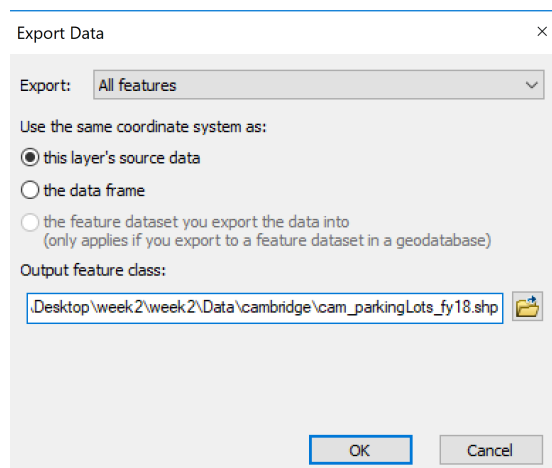 Export Data
Export: All features
Use the same coordinate system as:
this layer's source data
the data frame
the feature dataset you export the data into
(only applies if you export to a feature dataset in a geodatabase)
Output feature class:
\Desktop\week2\week2\Data\cambridge\cam_parkingLots_fy18.shp
OK Cancel